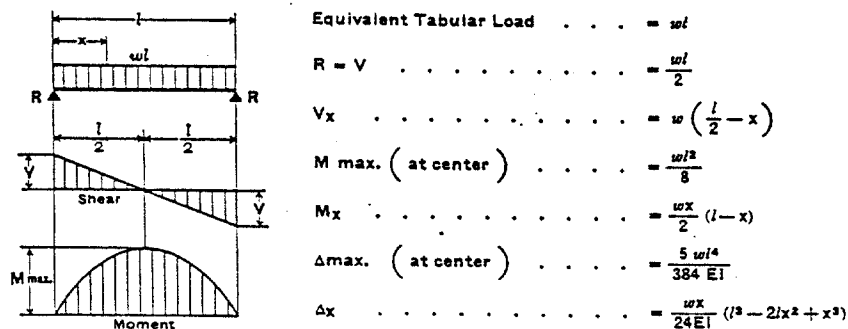 l
x
wl
R R
l/2 l/2
V
Shear
V
M max.
Moment
Equivalent Tabular Load . . . . = wl
R = V . . . . . . . . . . = wl/2
Vx . . . . . . . . . . = w (l/2 − x)
M max. ( at center ) . . . . = wl²/8
Mx . . . . . . . . . . = wx/2 (l−x)
Δmax. ( at center ) . . . . = 5 wl⁴/384 EI
Δx . . . . . . . . . . = wx/24EI (l³ − 2lx² + x³)